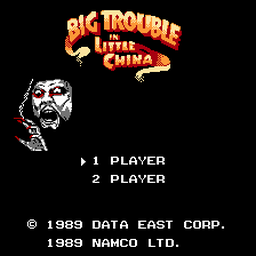 BIG TROUBLE
IN
LITTLE
CHINA
1 PLAYER
2 PLAYER
© 1989 DATA EAST CORP.
1989 NAMCO LTD.